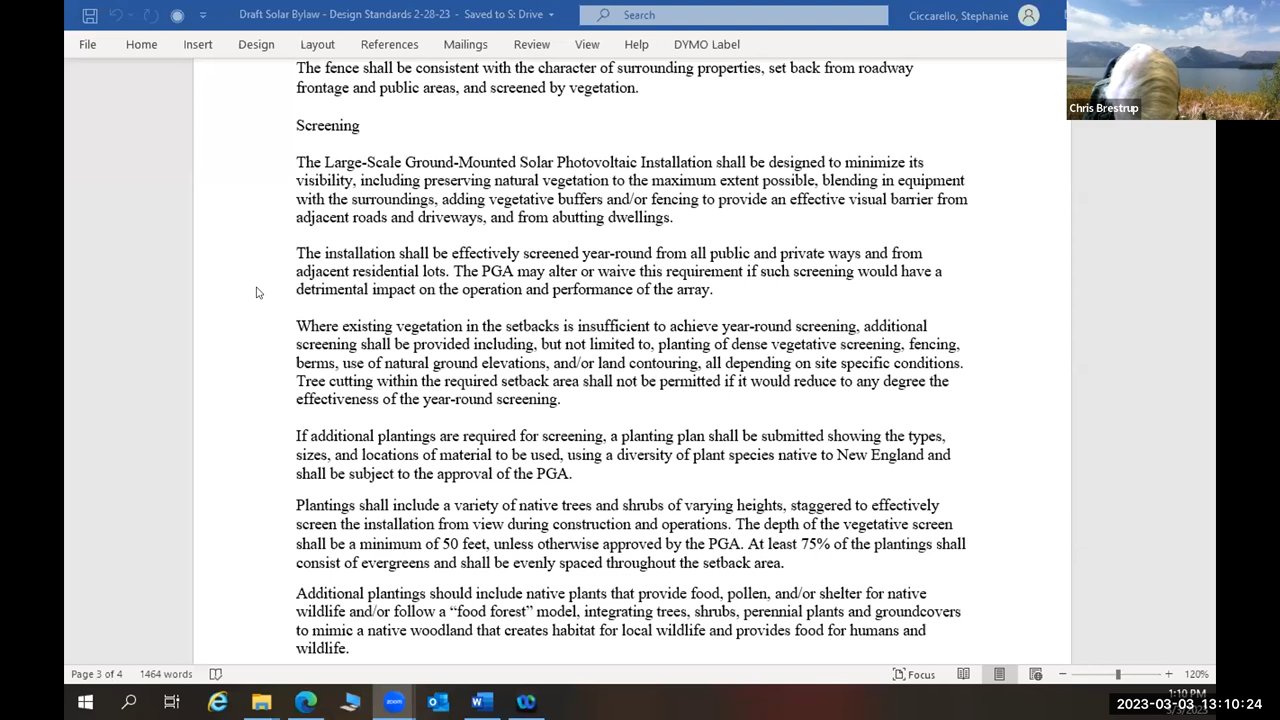 Draft Solar Bylaw - Design Standards 2-28-23 - Saved to S: Drive
Search
Ciccarello, Stephanie
File Home Insert Design Layout References Mailings Review View Help DYMO Label
Chris Brestrup
The fence shall be consistent with the character of surrounding properties, set back from roadway
frontage and public areas, and screened by vegetation.
Screening
The Large-Scale Ground-Mounted Solar Photovoltaic Installation shall be designed to minimize its
visibility, including preserving natural vegetation to the maximum extent possible, blending in equipment
with the surroundings, adding vegetative buffers and/or fencing to provide an effective visual barrier from
adjacent roads and driveways, and from abutting dwellings.
The installation shall be effectively screened year-round from all public and private ways and from
adjacent residential lots. The PGA may alter or waive this requirement if such screening would have a
detrimental impact on the operation and performance of the array.
Where existing vegetation in the setbacks is insufficient to achieve year-round screening, additional
screening shall be provided including, but not limited to, planting of dense vegetative screening, fencing,
berms, use of natural ground elevations, and/or land contouring, all depending on site specific conditions.
Tree cutting within the required setback area shall not be permitted if it would reduce to any degree the
effectiveness of the year-round screening.
If additional plantings are required for screening, a planting plan shall be submitted showing the types,
sizes, and locations of material to be used, using a diversity of plant species native to New England and
shall be subject to the approval of the PGA.
Plantings shall include a variety of native trees and shrubs of varying heights, staggered to effectively
screen the installation from view during construction and operations. The depth of the vegetative screen
shall be a minimum of 50 feet, unless otherwise approved by the PGA. At least 75% of the plantings shall
consist of evergreens and shall be evenly spaced throughout the setback area.
Additional plantings should include native plants that provide food, pollen, and/or shelter for native
wildlife and/or follow a “food forest” model, integrating trees, shrubs, perennial plants and groundcovers
to mimic a native woodland that creates habitat for local wildlife and provides food for humans and
wildlife.
Page 3 of 4 1464 words Focus 120%
zoom
1:10 PM
2023-03-03 13:10:24